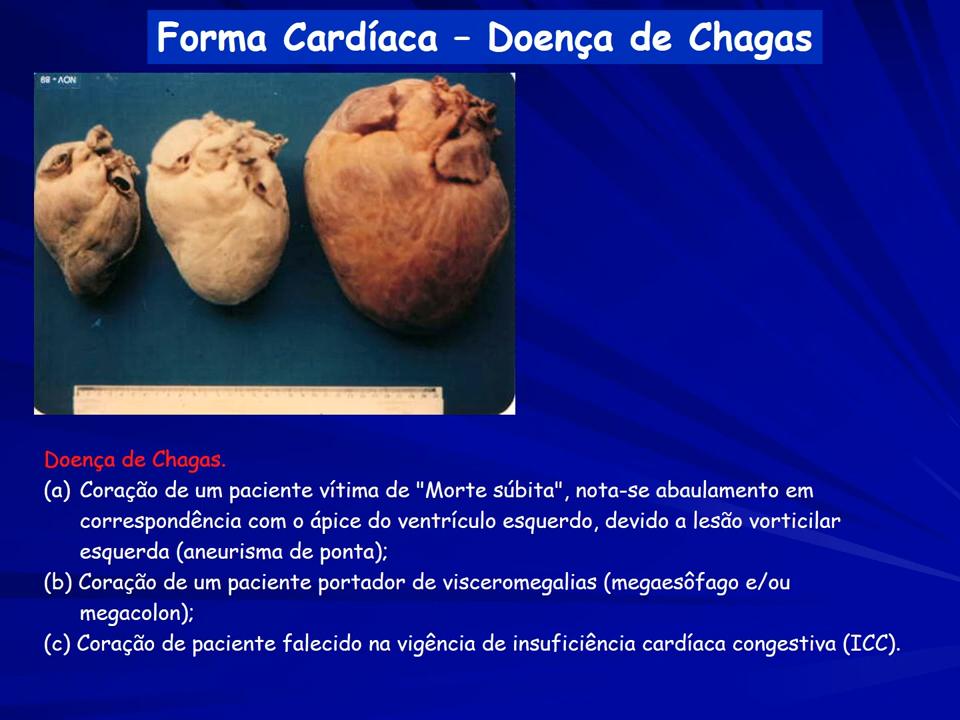 Forma Cardíaca – Doença de Chagas
NOV - 89
Doença de Chagas.
(a) Coração de um paciente vítima de "Morte súbita", nota-se abaulamento em
correspondência com o ápice do ventrículo esquerdo, devido a lesão vorticilar
esquerda (aneurisma de ponta);
(b) Coração de um paciente portador de visceromegalias (megaesôfago e/ou
megacolon);
(c) Coração de paciente falecido na vigência de insuficiência cardíaca congestiva (ICC).